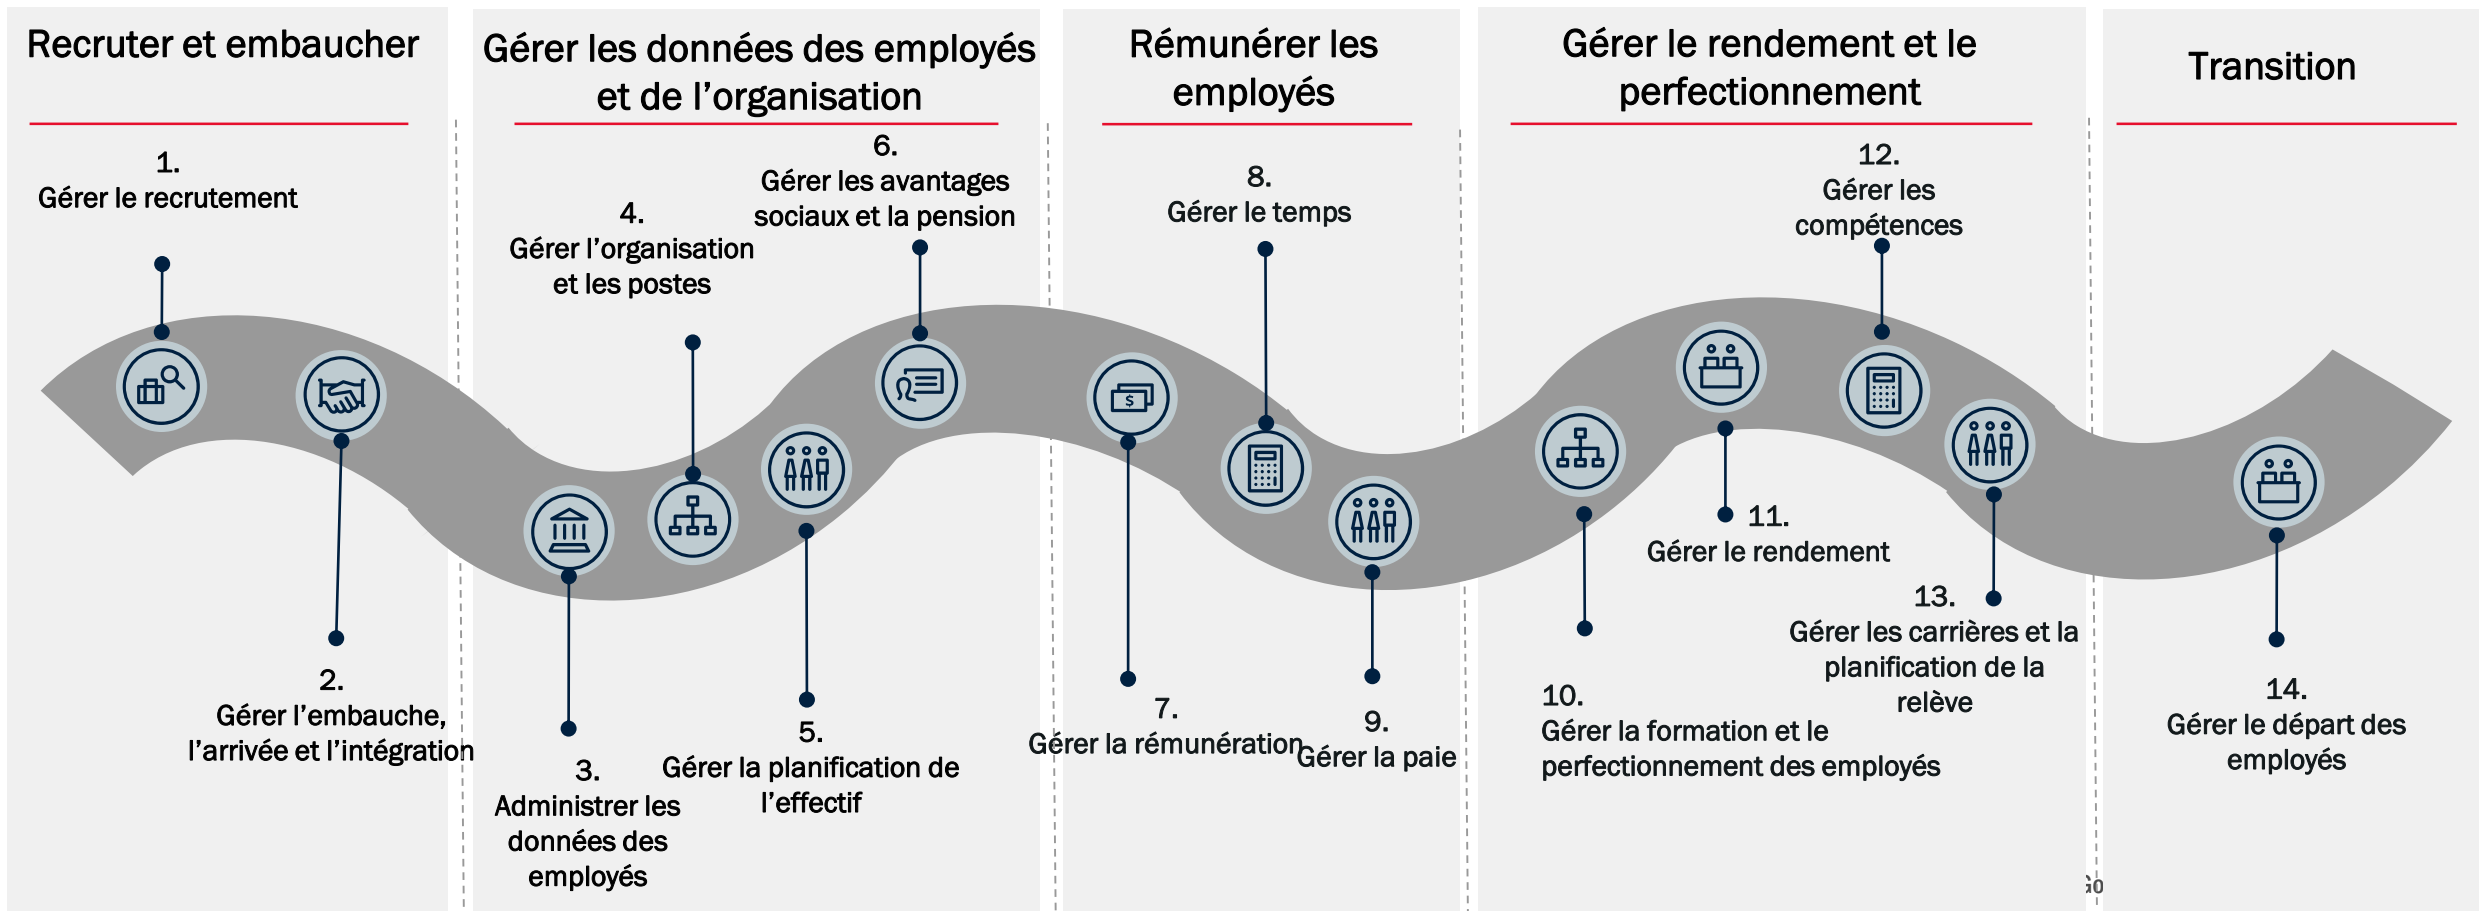 Recruter et embaucher
1.
Gérer le recrutement
2.
Gérer l’embauche,
l’arrivée et l’intégration
Gérer les données des employés
et de l’organisation
3.
Administrer les
données des
employés
4.
Gérer l’organisation
et les postes
5.
Gérer la planification de
l’effectif
6.
Gérer les avantages
sociaux et la pension
Rémunérer les
employés
7.
Gérer la rémunération
8.
Gérer le temps
9.
Gérer la paie
Gérer le rendement et le
perfectionnement
10.
Gérer la formation et le
perfectionnement des employés
11.
Gérer le rendement
12.
Gérer les
compétences
13.
Gérer les carrières et la
planification de la
relève
Transition
14.
Gérer le départ des
employés
$